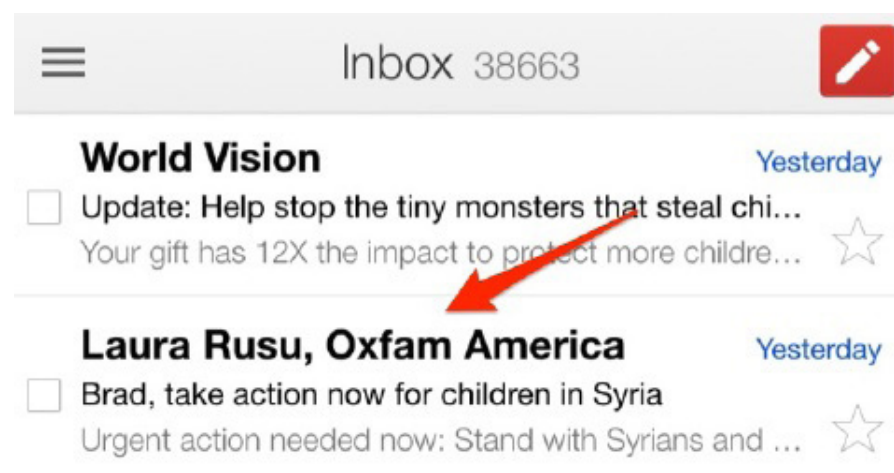 Inbox 38663
World Vision
Yesterday
Update: Help stop the tiny monsters that steal chi...
Your gift has 12X the impact to protect more childre...
Laura Rusu, Oxfam America
Yesterday
Brad, take action now for children in Syria
Urgent action needed now: Stand with Syrians and ...